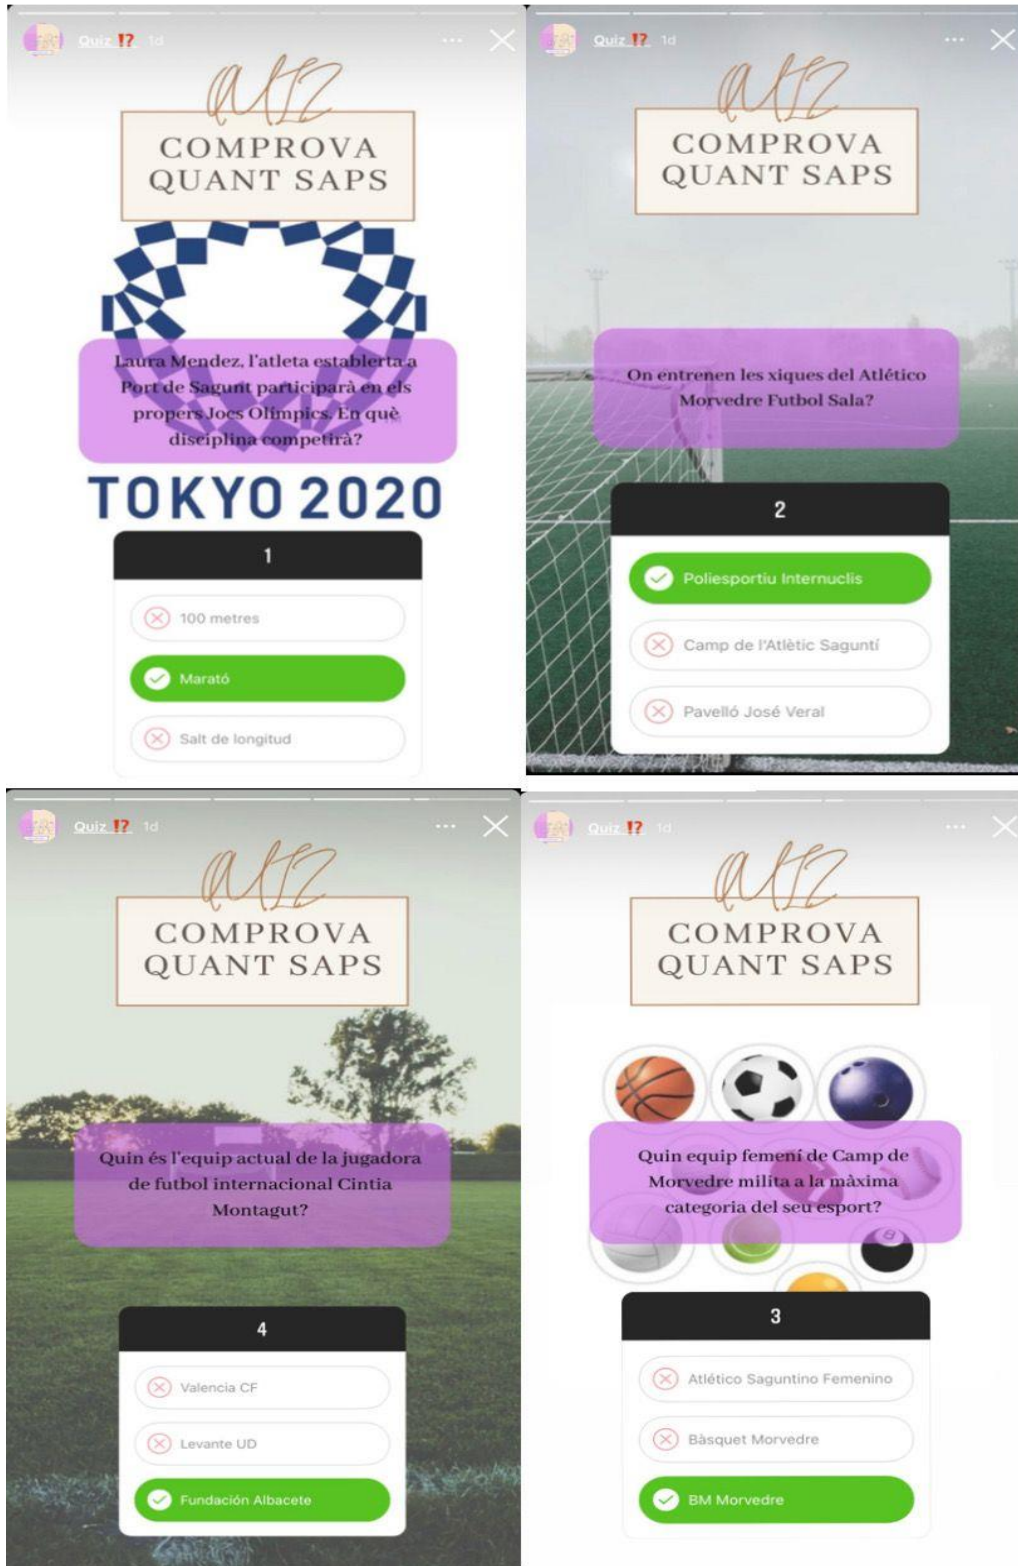 Quiz ⁉️ 1d
QUIZ
COMPROVA
QUANT SAPS
Laura Mendez, l'atleta establerta a
Port de Sagunt participarà en els
propers Jocs Olímpics. En què
disciplina competirà?
TOKYO 2020
1
100 metres
Marató
Salt de longitud
Quiz ⁉️ 1d
QUIZ
COMPROVA
QUANT SAPS
On entrenen les xiques del Atlético
Morvedre Futbol Sala?
2
Poliesportiu Internuclis
Camp de l'Atlètic Saguntí
Pavelló José Veral
Quiz ⁉️ 1d
QUIZ
COMPROVA
QUANT SAPS
Quin és l'equip actual de la jugadora
de futbol internacional Cintia
Montagut?
4
Valencia CF
Levante UD
Fundación Albacete
Quiz ⁉️ 1d
QUIZ
COMPROVA
QUANT SAPS
Quin equip femení de Camp de
Morvedre milita a la màxima
categoria del seu esport?
8
3
Atlético Saguntino Femenino
Bàsquet Morvedre
BM Morvedre